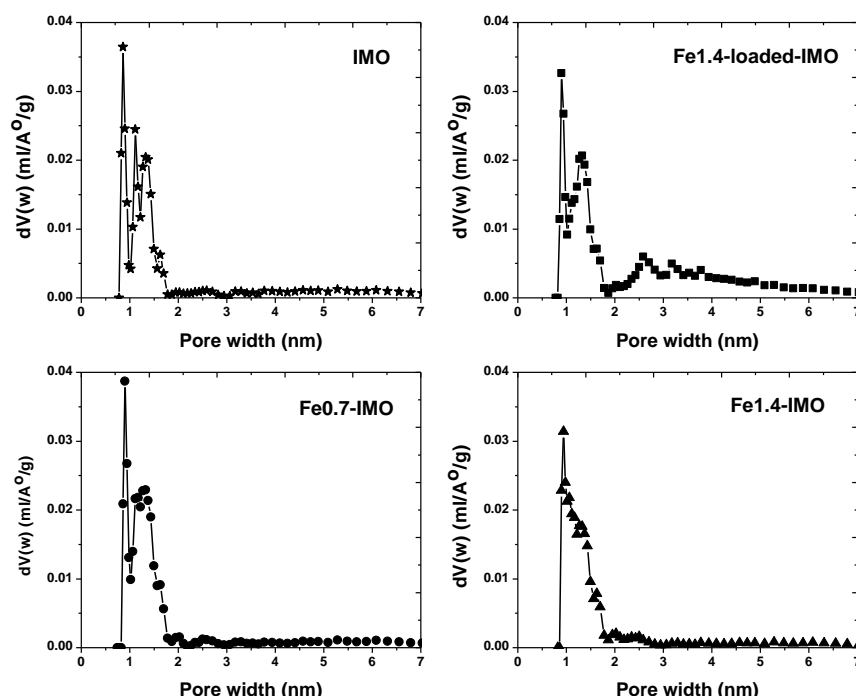 IMO
0.04
0.03
0.02
0.01
0.00
dV(w) (ml/Aᴼ/g)
0 1 2 3 4 5 6 7
Pore width (nm)
Fe1.4-loaded-IMO
0.04
0.03
0.02
0.01
0.00
dV(w) (ml/Aᴼ/g)
0 1 2 3 4 5 6 7
Pore width (nm)
Fe0.7-IMO
0.04
0.03
0.02
0.01
0.00
dV(w) (ml/Aᴼ/g)
0 1 2 3 4 5 6 7
Pore width (nm)
Fe1.4-IMO
0.04
0.03
0.02
0.01
0.00
dV(w) (ml/Aᴼ/g)
0 1 2 3 4 5 6 7
Pore width (nm)